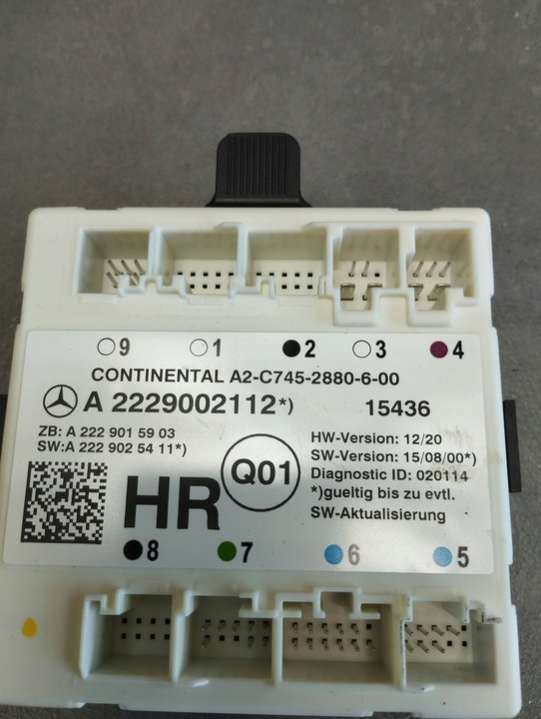 9 1 2 3 4
CONTINENTAL A2-C745-2880-6-00
A 2229002112*) 15436
ZB: A 222 901 59 03
SW:A 222 902 54 11*)
Q01
HW-Version: 12/20
SW-Version: 15/08/00*)
Diagnostic ID: 020114
*)gueltig bis zu evtl.
SW-Aktualisierung
HR
8 7 6 5